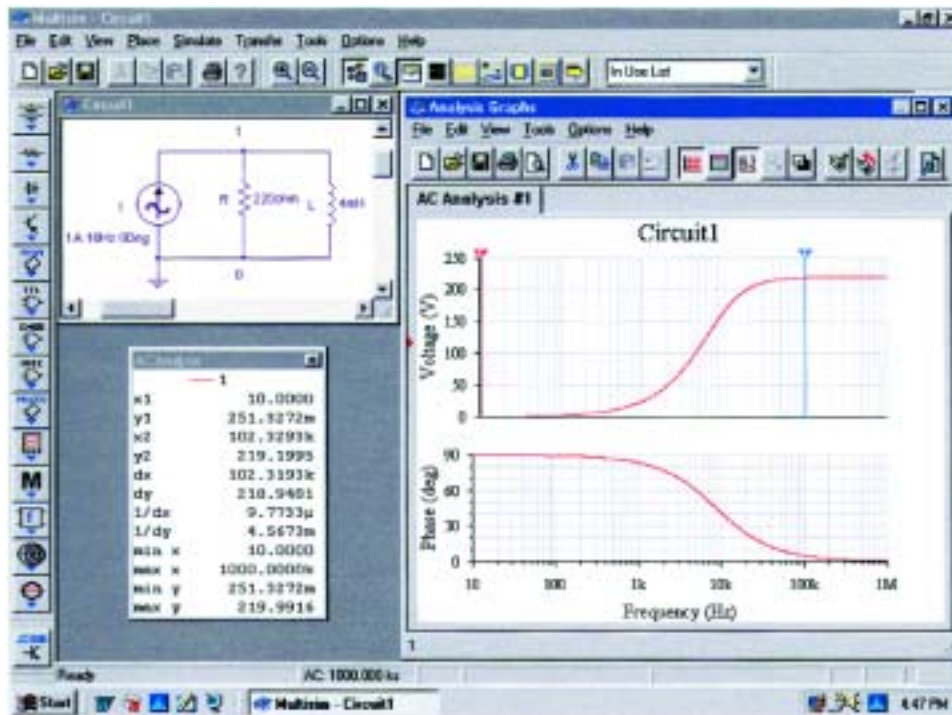 Multisim - Circuit1
File Edit View Place Simulate Transfer Tools Options Help
In Use List
Circuit1
1
I
R
220Ohm
L
4mH
1A 1Hz 0Deg
0
Analysis Graphs
File Edit View Tools Options Help
AC Analysis #1
Circuit1
Voltage (V)
250
200
150
100
50
0
Phase (deg)
90
60
30
0
10 100 1k 10k 100k 1M
Frequency (Hz)
1
AC Analysis
1
x1 10.0000
y1 251.3272m
x2 102.3293k
y2 219.1995
dx 102.3193k
dy 218.9481
1/dx 9.7733µ
1/dy 4.5673m
min x 10.0000
max x 1000.0000k
min y 251.3272m
max y 219.9916
M
Ready
AC: 1000.000 k
Start
Multisim - Circuit1
4:47 PM